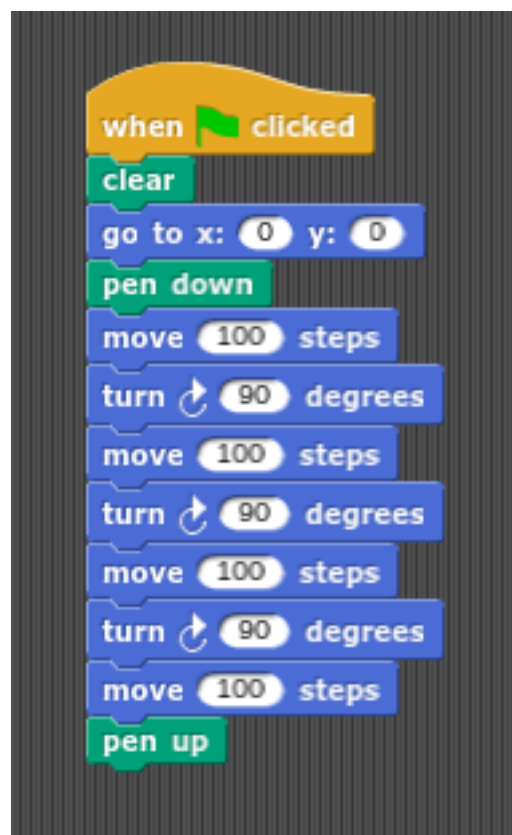 when clicked
clear
go to x: 0 y: 0
pen down
move 100 steps
turn 90 degrees
move 100 steps
turn 90 degrees
move 100 steps
turn 90 degrees
move 100 steps
pen up